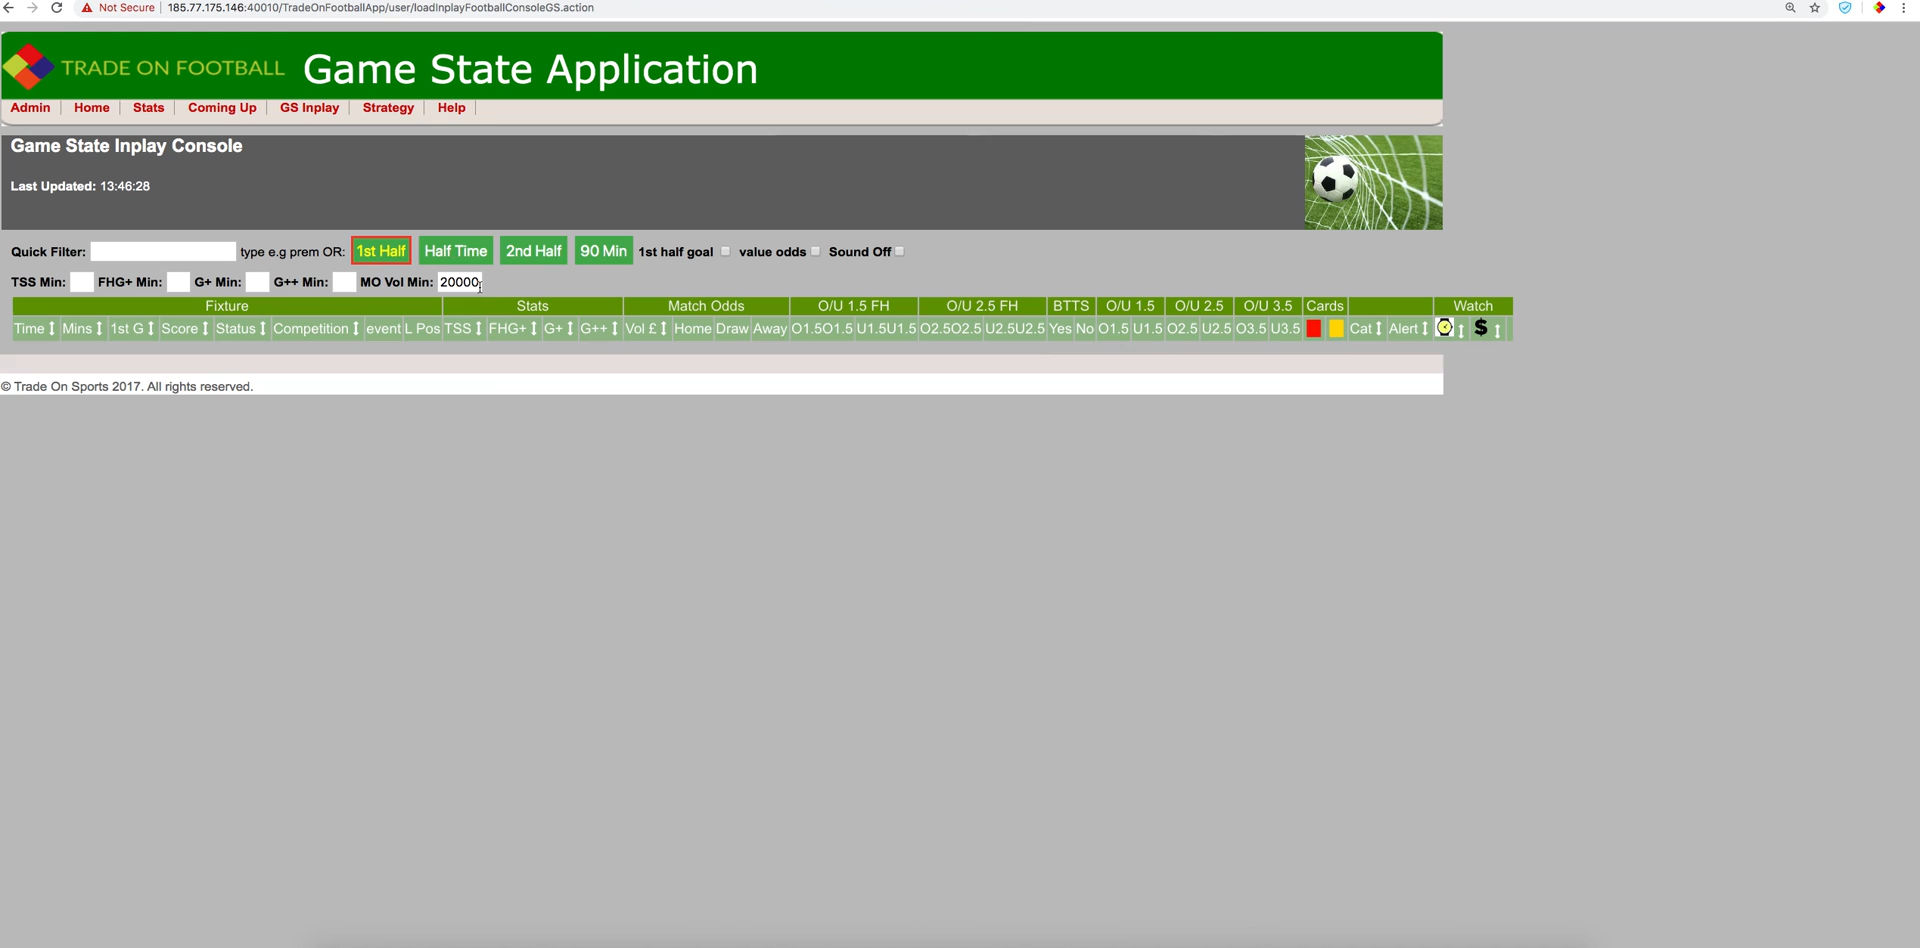 Not Secure 185.77.175.146:40010/TradeOnFootballApp/user/loadInplayFootballConsoleGS.action
TRADE ON FOOTBALL Game State Application
Admin Home Stats Coming Up GS Inplay Strategy Help
Game State Inplay Console
Last Updated: 13:46:28
Quick Filter: type e.g prem OR: 1st Half Half Time 2nd Half 90 Min 1st half goal value odds Sound Off
TSS Min: FHG+ Min: G+ Min: G++ Min: MO Vol Min: 20000
Fixture Stats Match Odds O/U 1.5 FH O/U 2.5 FH BTTS O/U 1.5 O/U 2.5 O/U 3.5 Cards Watch
Time Mins 1st G Score Status Competition event L Pos TSS FHG+ G+ G++ Vol £ Home Draw Away O1.5O1.5 U1.5U1.5 O2.5O2.5 U2.5U2.5 Yes No O1.5 U1.5 O2.5 U2.5 O3.5 U3.5 Cat Alert $
© Trade On Sports 2017. All rights reserved.